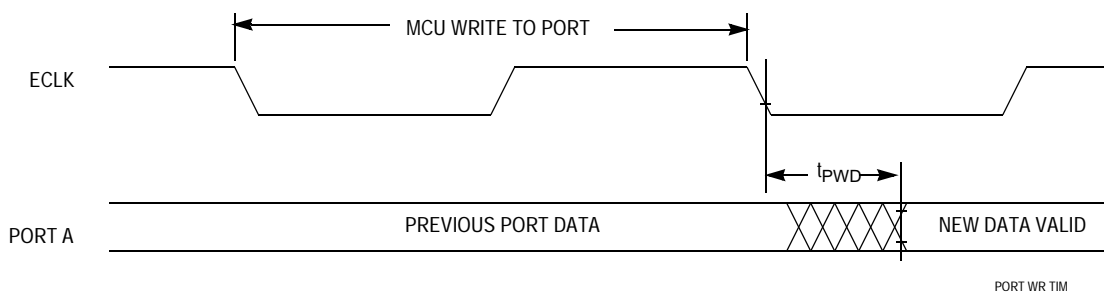 MCU WRITE TO PORT
ECLK
tPWD
PREVIOUS PORT DATA
NEW DATA VALID
PORT A
PORT WR TIM